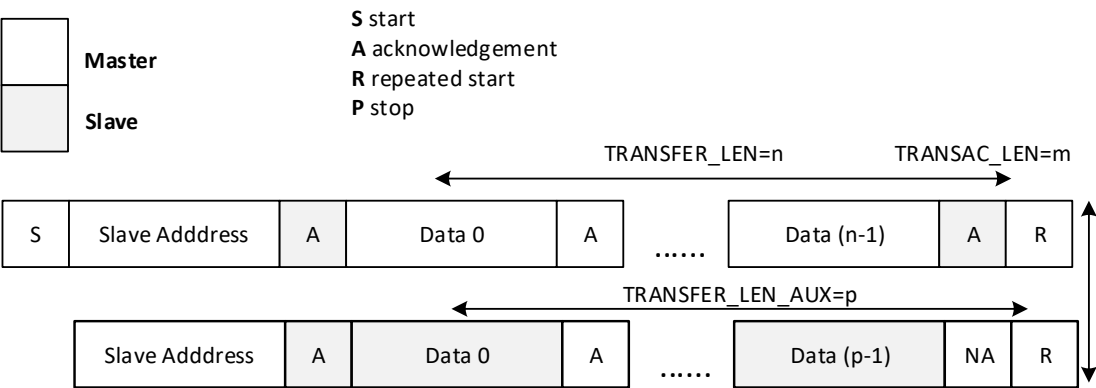 Master
Slave
S start
A acknowledgement
R repeated start
P stop
TRANSFER_LEN=n TRANSAC_LEN=m
S Slave Adddress A Data 0 A ...... Data (n-1) A R
TRANSFER_LEN_AUX=p
Slave Adddress A Data 0 A ...... Data (p-1) NA R